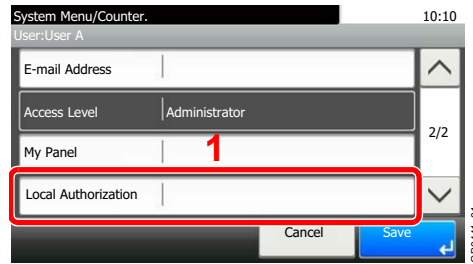 System Menu/Counter.
10:10
User:User A
E-mail Address
Access Level Administrator
2/2
My Panel
1
Local Authorization
Cancel
Save